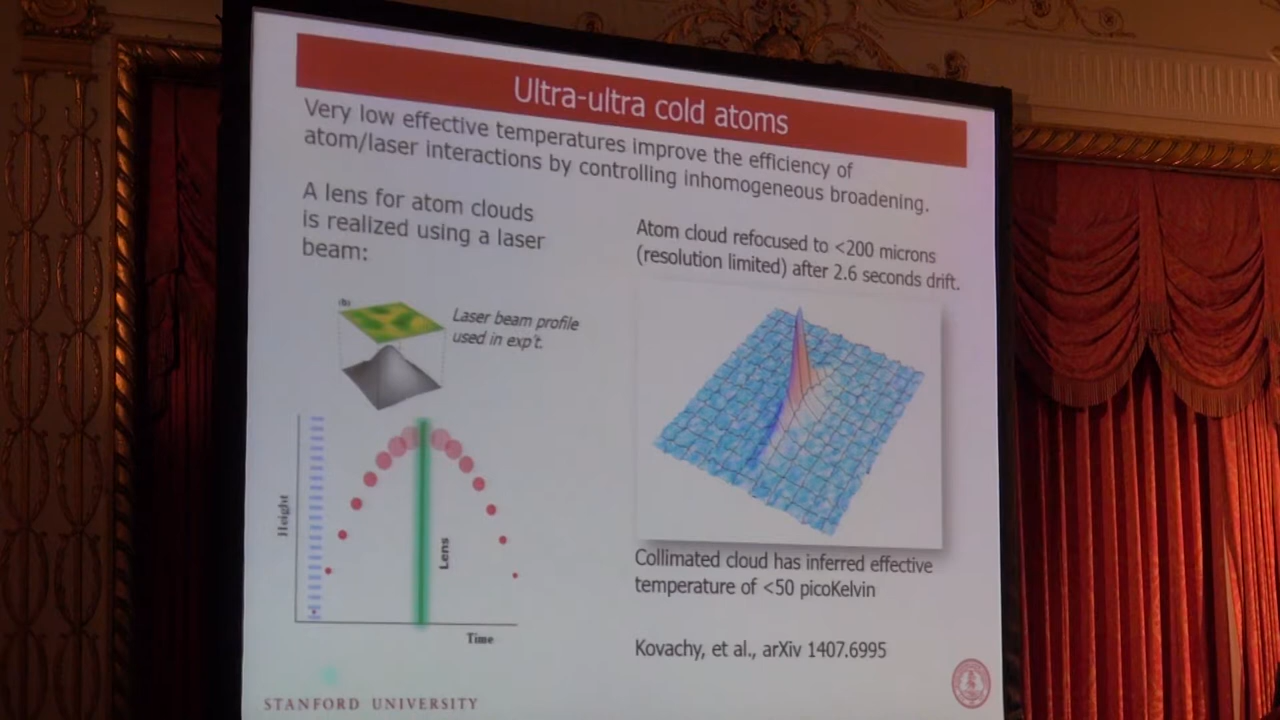 Ultra-ultra cold atoms
Very low effective temperatures improve the efficiency of
atom/laser interactions by controlling inhomogeneous broadening.
A lens for atom clouds
is realized using a laser
beam:
(b)
Laser beam profile
used in exp't.
Height
Lens
Time
Atom cloud refocused to <200 microns
(resolution limited) after 2.6 seconds drift.
Collimated cloud has inferred effective
temperature of <50 picoKelvin
Kovachy, et al., arXiv 1407.6995
STANFORD UNIVERSITY